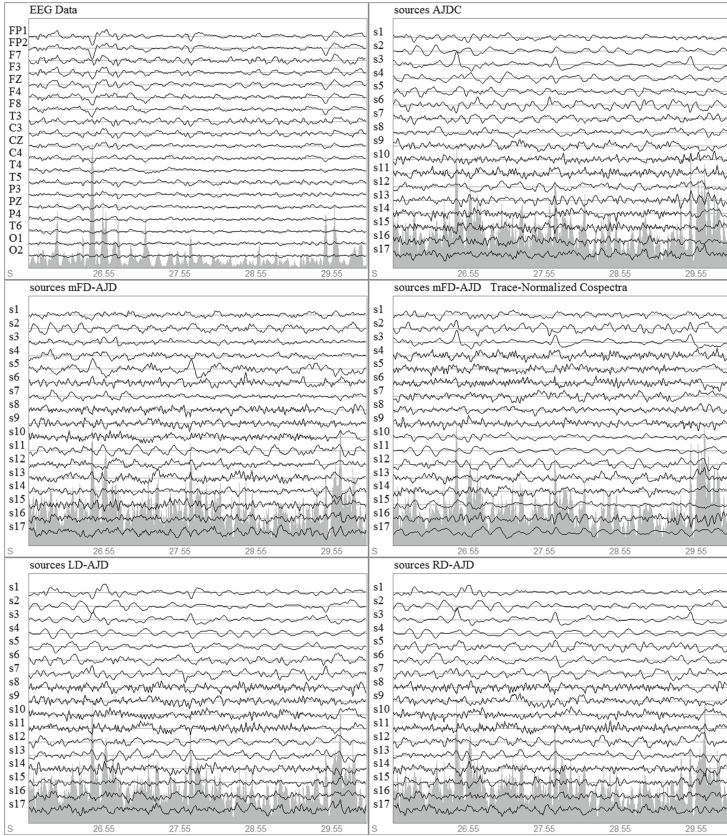 EEG Data
FP1
FP2
F7
F3
FZ
F4
F8
T3
C3
CZ
C4
T4
T5
P3
PZ
P4
T6
O1
O2
S 26.55 27.55 28.55 29.55
sources AJDC
s1
s2
s3
s4
s5
s6
s7
s8
s9
s10
s11
s12
s13
s14
s15
s16
s17
S 26.55 27.55 28.55 29.55
sources mFD-AJD
s1
s2
s3
s4
s5
s6
s7
s8
s9
s10
s11
s12
s13
s14
s15
s16
s17
S 26.55 27.55 28.55 29.55
sources mFD-AJD Trace-Normalized Cospectra
s1
s2
s3
s4
s5
s6
s7
s8
s9
s10
s11
s12
s13
s14
s15
s16
s17
S 26.55 27.55 28.55 29.55
sources LD-AJD
s1
s2
s3
s4
s5
s6
s7
s8
s9
s10
s11
s12
s13
s14
s15
s16
s17
S 26.55 27.55 28.55 29.55
sources RD-AJD
s1
s2
s3
s4
s5
s6
s7
s8
s9
s10
s11
s12
s13
s14
s15
s16
s17
S 26.55 27.55 28.55 29.55